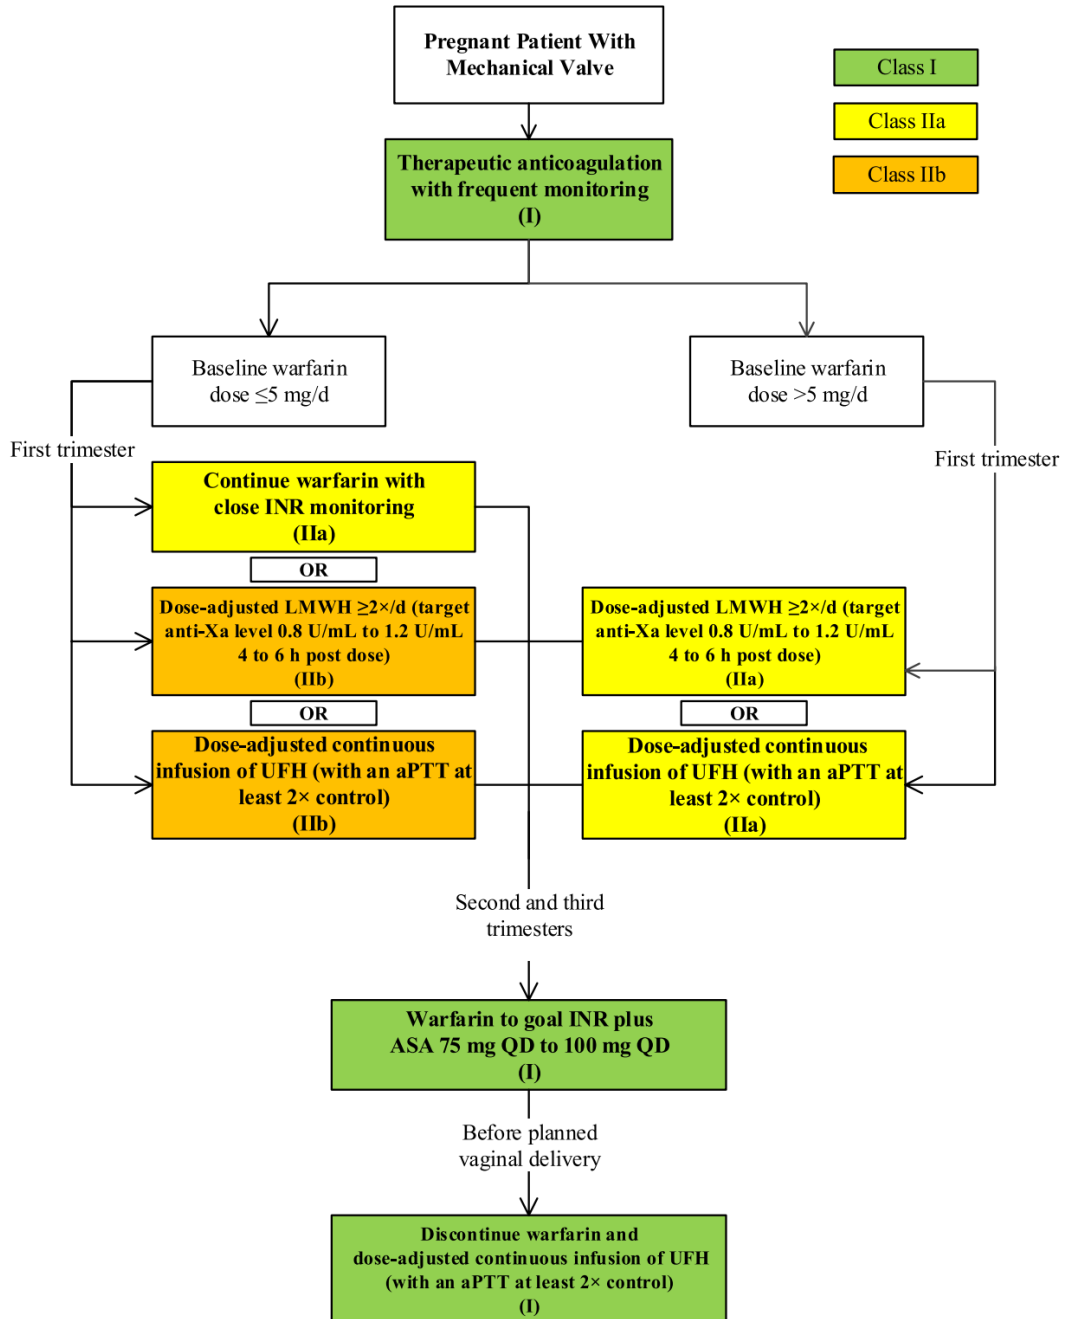 Pregnant Patient With
Mechanical Valve
Class I
Class IIa
Class IIb
Therapeutic anticoagulation
with frequent monitoring
(I)
Baseline warfarin
dose ≤5 mg/d
Baseline warfarin
dose >5 mg/d
First trimester
First trimester
Continue warfarin with
close INR monitoring
(IIa)
OR
Dose-adjusted LMWH ≥2×/d (target
anti-Xa level 0.8 U/mL to 1.2 U/mL
4 to 6 h post dose)
(IIb)
OR
Dose-adjusted continuous
infusion of UFH (with an aPTT at
least 2× control)
(IIb)
Dose-adjusted LMWH ≥2×/d (target
anti-Xa level 0.8 U/mL to 1.2 U/mL
4 to 6 h post dose)
(IIa)
OR
Dose-adjusted continuous
infusion of UFH (with an aPTT at
least 2× control)
(IIa)
Second and third
trimesters
Warfarin to goal INR plus
ASA 75 mg QD to 100 mg QD
(I)
Before planned
vaginal delivery
Discontinue warfarin and
dose-adjusted continuous infusion of UFH
(with an aPTT at least 2× control)
(I)